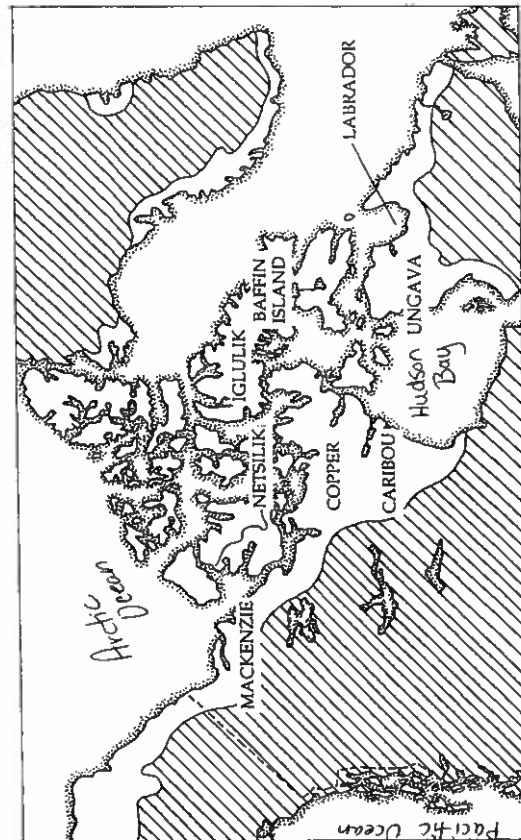 Arctic
Ocean
MACKENZIE
NETSILIK
IGLULIK
BAFFIN
ISLAND
LABRADOR
COPPER
CARIBOU
Hudson
Bay
UNGAVA
Pacific Ocean